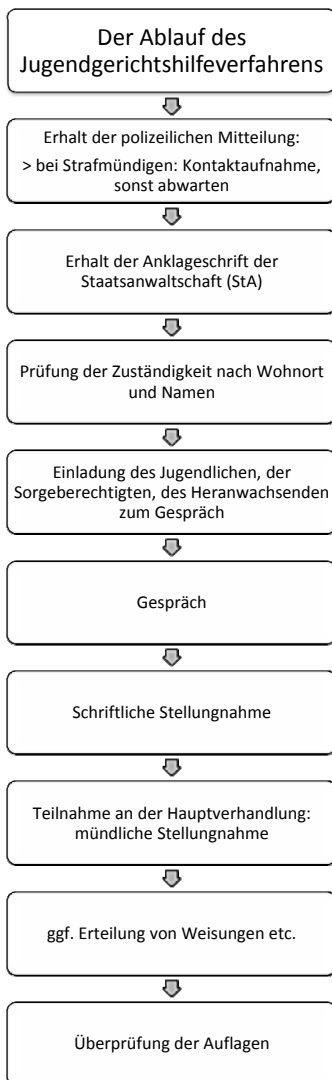 Der Ablauf des
Jugendgerichtshilfeverfahrens
Erhalt der polizeilichen Mitteilung:
> bei Strafmündigen: Kontaktaufnahme,
sonst abwarten
Erhalt der Anklageschrift der
Staatsanwaltschaft (StA)
Prüfung der Zuständigkeit nach Wohnort
und Namen
Einladung des Jugendlichen, der
Sorgeberechtigten, des Heranwachsenden
zum Gespräch
Gespräch
Schriftliche Stellungnahme
Teilnahme an der Hauptverhandlung:
mündliche Stellungnahme
ggf. Erteilung von Weisungen etc.
Überprüfung der Auflagen